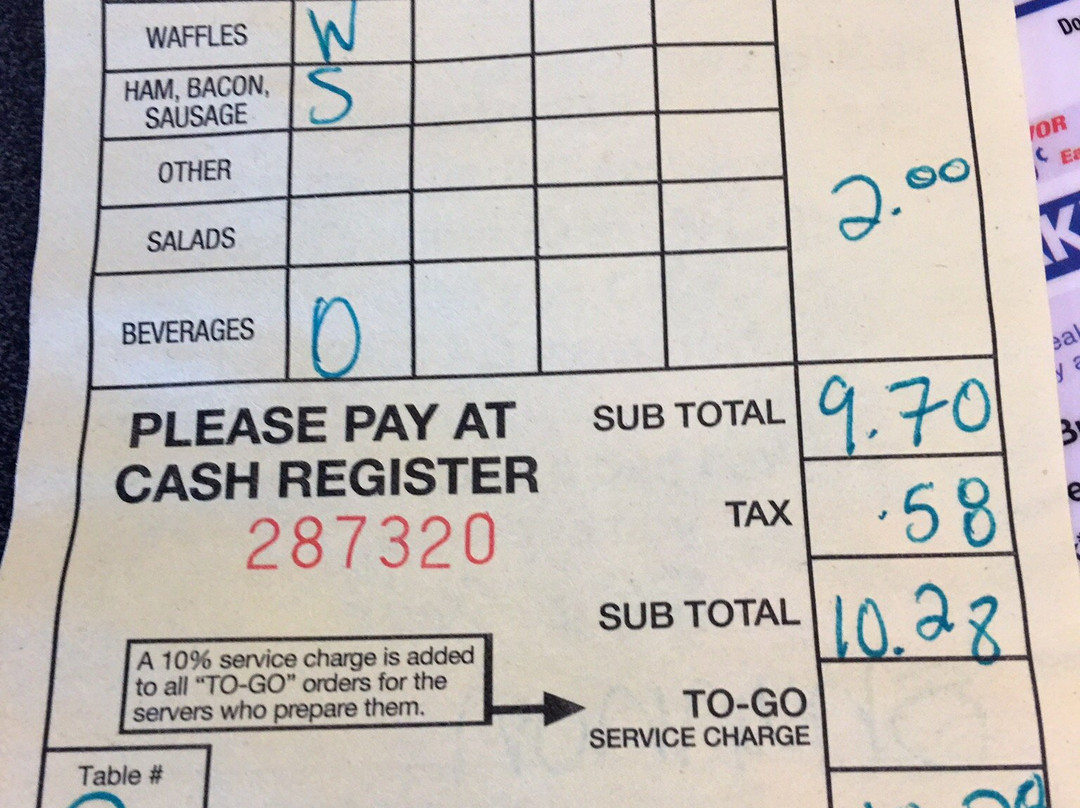 WAFFLES W
HAM, BACON, SAUSAGE S
OTHER
SALADS
2.00
BEVERAGES O
PLEASE PAY AT
CASH REGISTER
287320
SUB TOTAL 9.70
TAX .58
SUB TOTAL 10.28
A 10% service charge is added
to all “TO-GO” orders for the
servers who prepare them.
TO-GO
SERVICE CHARGE
Table #
Do
Ea